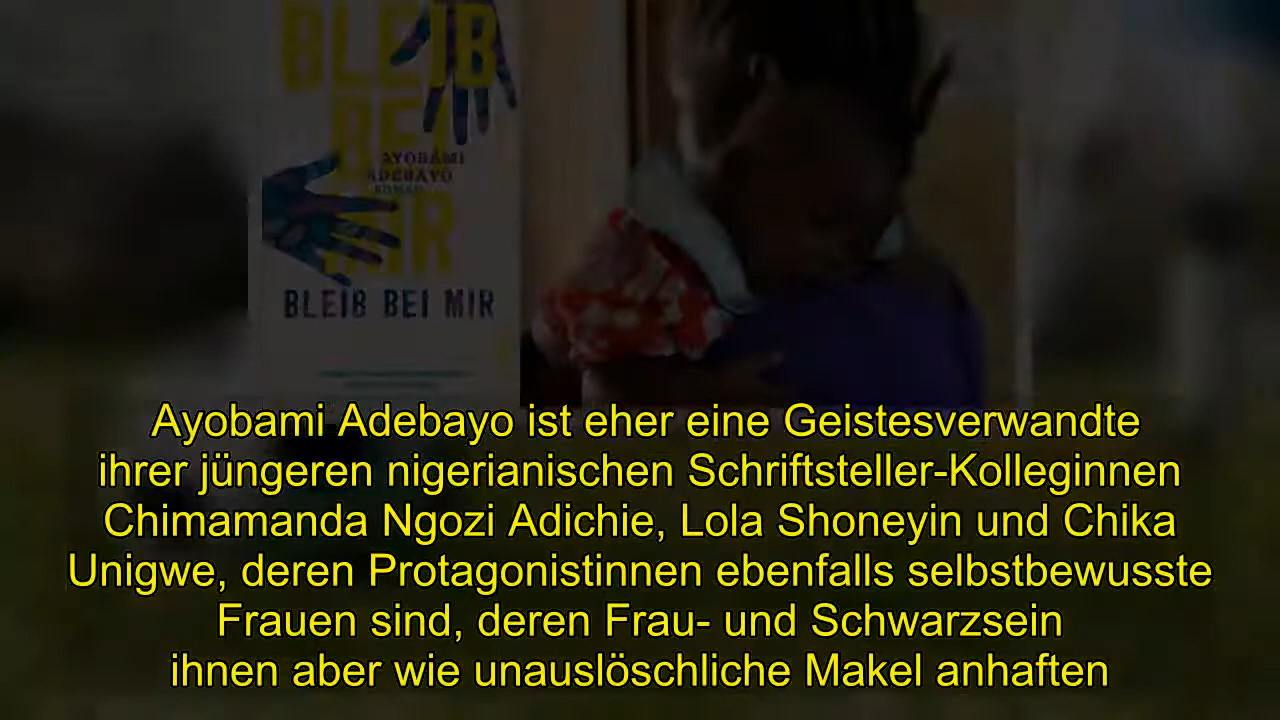 BLEIB
BEI
AYOBAMI
ADEBAYO
ROMAN
MIR
BLEIB BEI MIR
Ayobami Adebayo ist eher eine Geistesverwandte
ihrer jüngeren nigerianischen Schriftsteller-Kolleginnen
Chimamanda Ngozi Adichie, Lola Shoneyin und Chika
Unigwe, deren Protagonistinnen ebenfalls selbstbewusste
Frauen sind, deren Frau- und Schwarzsein
ihnen aber wie unauslöschliche Makel anhaften